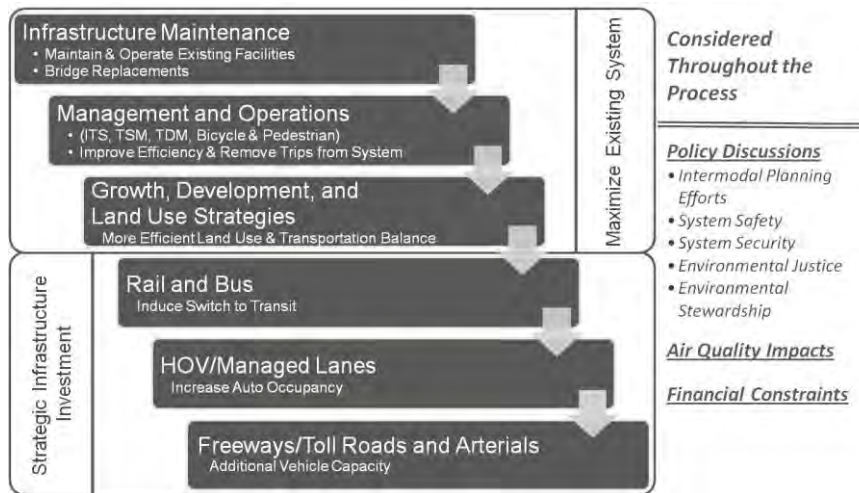 Infrastructure Maintenance
• Maintain & Operate Existing Facilities
• Bridge Replacements
Management and Operations
• (ITS, TSM, TDM, Bicycle & Pedestrian)
• Improve Efficiency & Remove Trips from System
Growth, Development, and
Land Use Strategies
More Efficient Land Use & Transportation Balance
Maximize Existing System
Rail and Bus
Induce Switch to Transit
HOV/Managed Lanes
Increase Auto Occupancy
Freeways/Toll Roads and Arterials
Additional Vehicle Capacity
Strategic Infrastructure
Investment
Considered
Throughout the
Process
Policy Discussions
• Intermodal Planning
Efforts
• System Safety
• System Security
• Environmental Justice
• Environmental
Stewardship
Air Quality Impacts
Financial Constraints